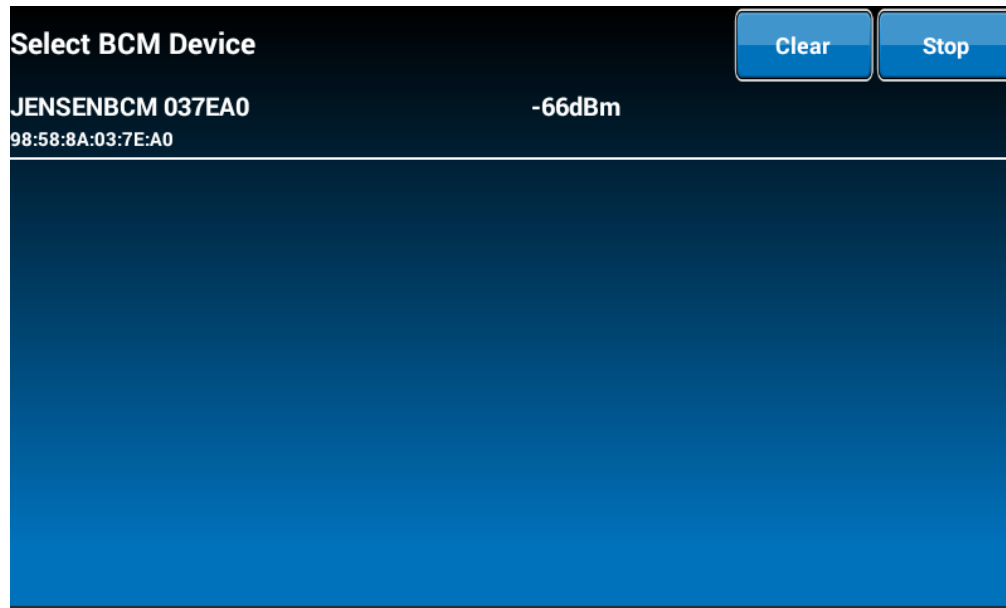 Select BCM Device
Clear
Stop
JENSENBCM 037EA0
-66dBm
98:58:8A:03:7E:A0